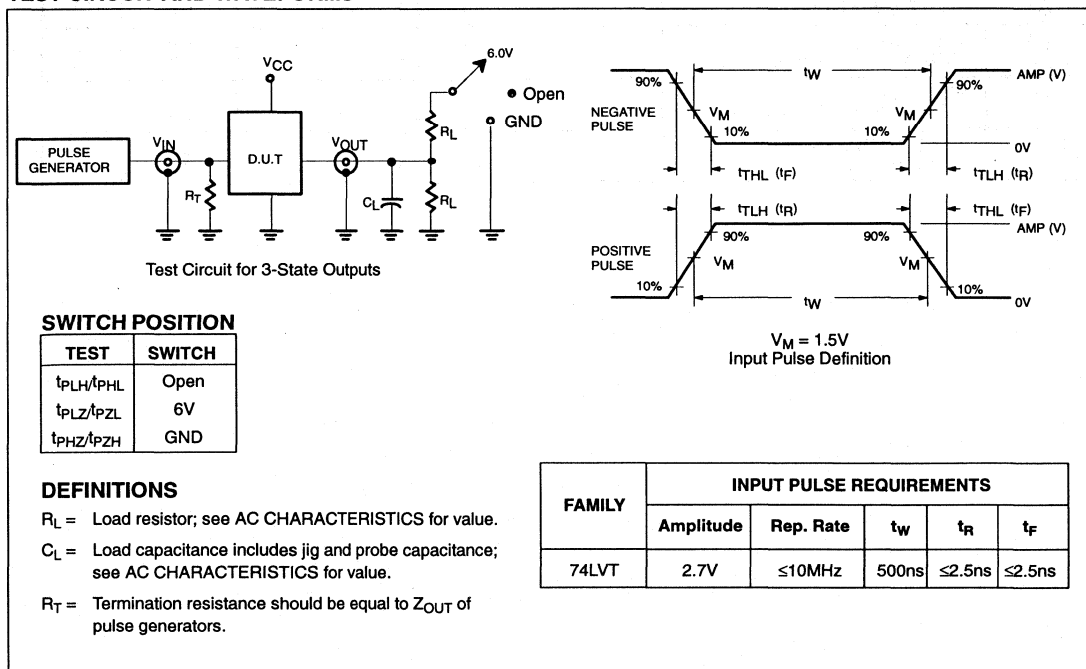 6.0V
VCC
Open
GND
RL
PULSE
GENERATOR
VIN
D.U.T
VOUT
RT
CL
RL
Test Circuit for 3-State Outputs
tW
AMP (V)
90%
90%
NEGATIVE
PULSE
VM
VM
10%
10%
0V
tTHL (tF)
tTLH (tR)
tTLH (tR)
tTHL (tF)
AMP (V)
90%
90%
POSITIVE
PULSE
VM
VM
10%
10%
tW
0V
VM = 1.5V
Input Pulse Definition
SWITCH POSITION
TEST SWITCH
tPLH/tPHL Open
tPLZ/tPZL 6V
tPHZ/tPZH GND
DEFINITIONS
RL = Load resistor; see AC CHARACTERISTICS for value.
CL = Load capacitance includes jig and probe capacitance;
see AC CHARACTERISTICS for value.
RT = Termination resistance should be equal to ZOUT of
pulse generators.
FAMILY INPUT PULSE REQUIREMENTS
Amplitude Rep. Rate tW tR tF
74LVT 2.7V ≤10MHz 500ns ≤2.5ns ≤2.5ns